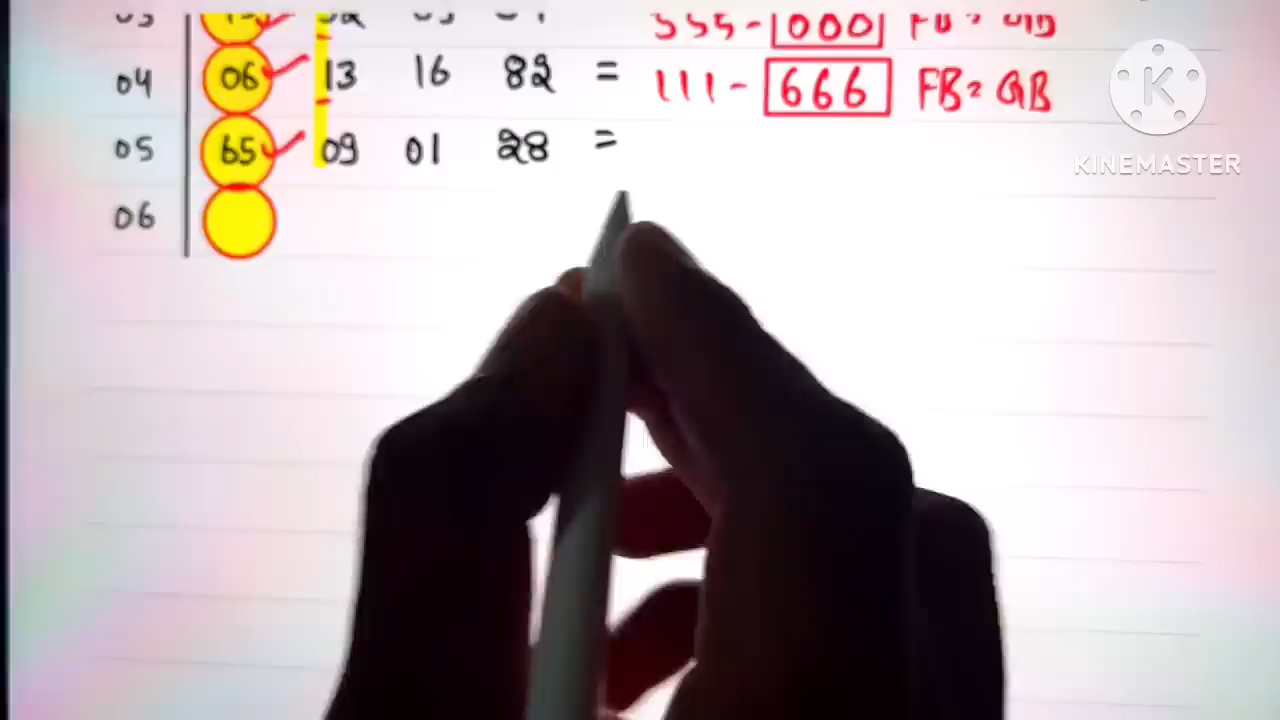 04 06 13 16 82 = 111- 666 FB = GB
05 65 09 01 28 =
06
K
KINEMASTER